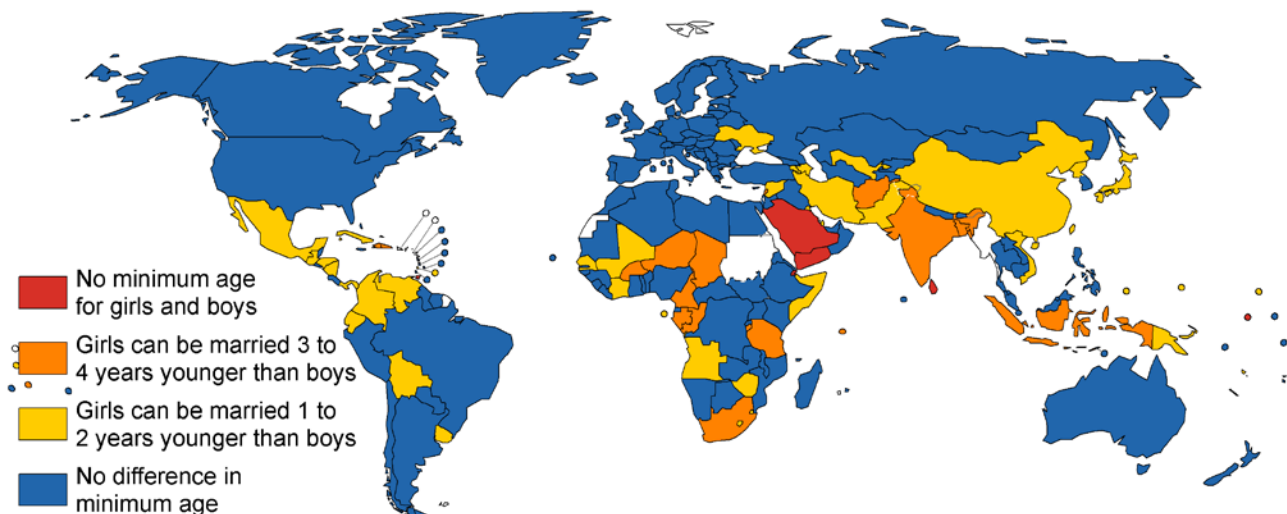 No minimum age
for girls and boys
Girls can be married 3 to
4 years younger than boys
Girls can be married 1 to
2 years younger than boys
No difference in
minimum age